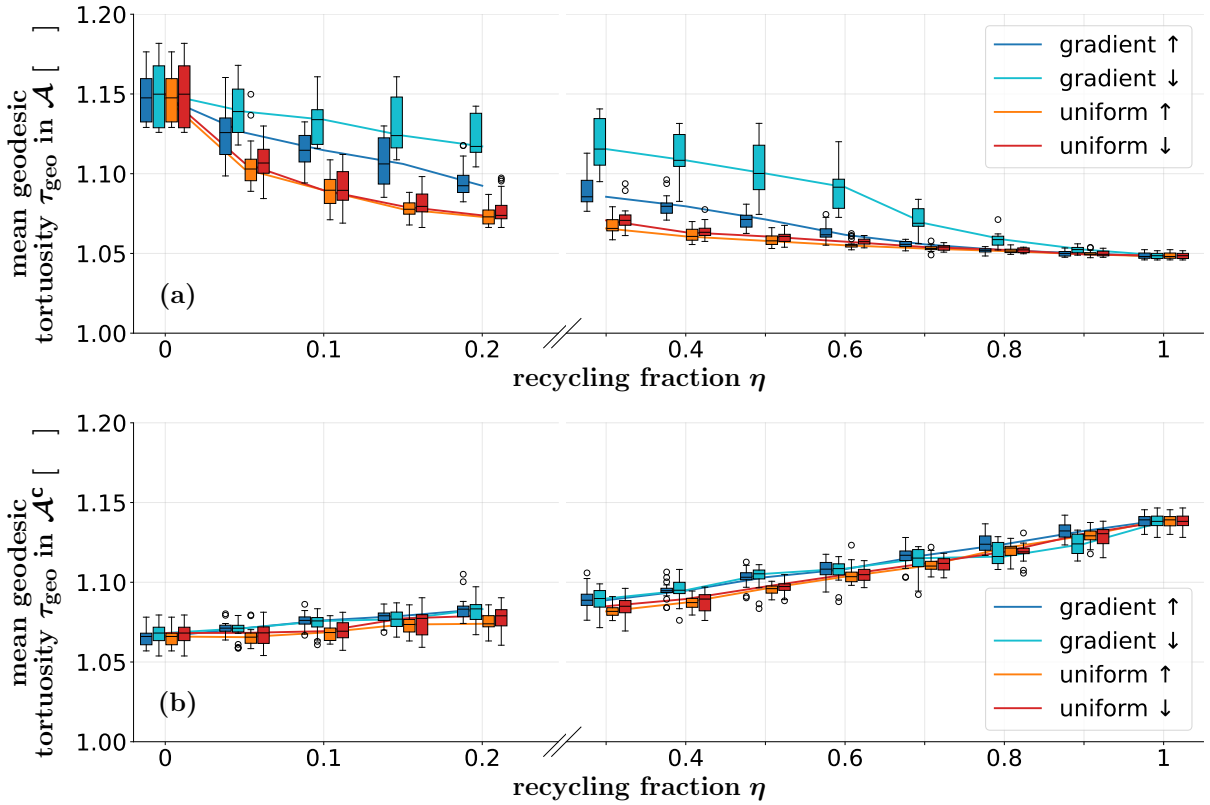 1.20
1.15
1.10
1.05
1.00
mean geodesic
tortuosity τgeo in 𝒜 [ ]
(a)
gradient ↑
gradient ↓
uniform ↑
uniform ↓
0 0.1 0.2 0.4 0.6 0.8 1
recycling fraction η
1.20
1.15
1.10
1.05
1.00
mean geodesic
tortuosity τgeo in 𝒜ᶜ [ ]
(b)
gradient ↑
gradient ↓
uniform ↑
uniform ↓
0 0.1 0.2 0.4 0.6 0.8 1
recycling fraction η